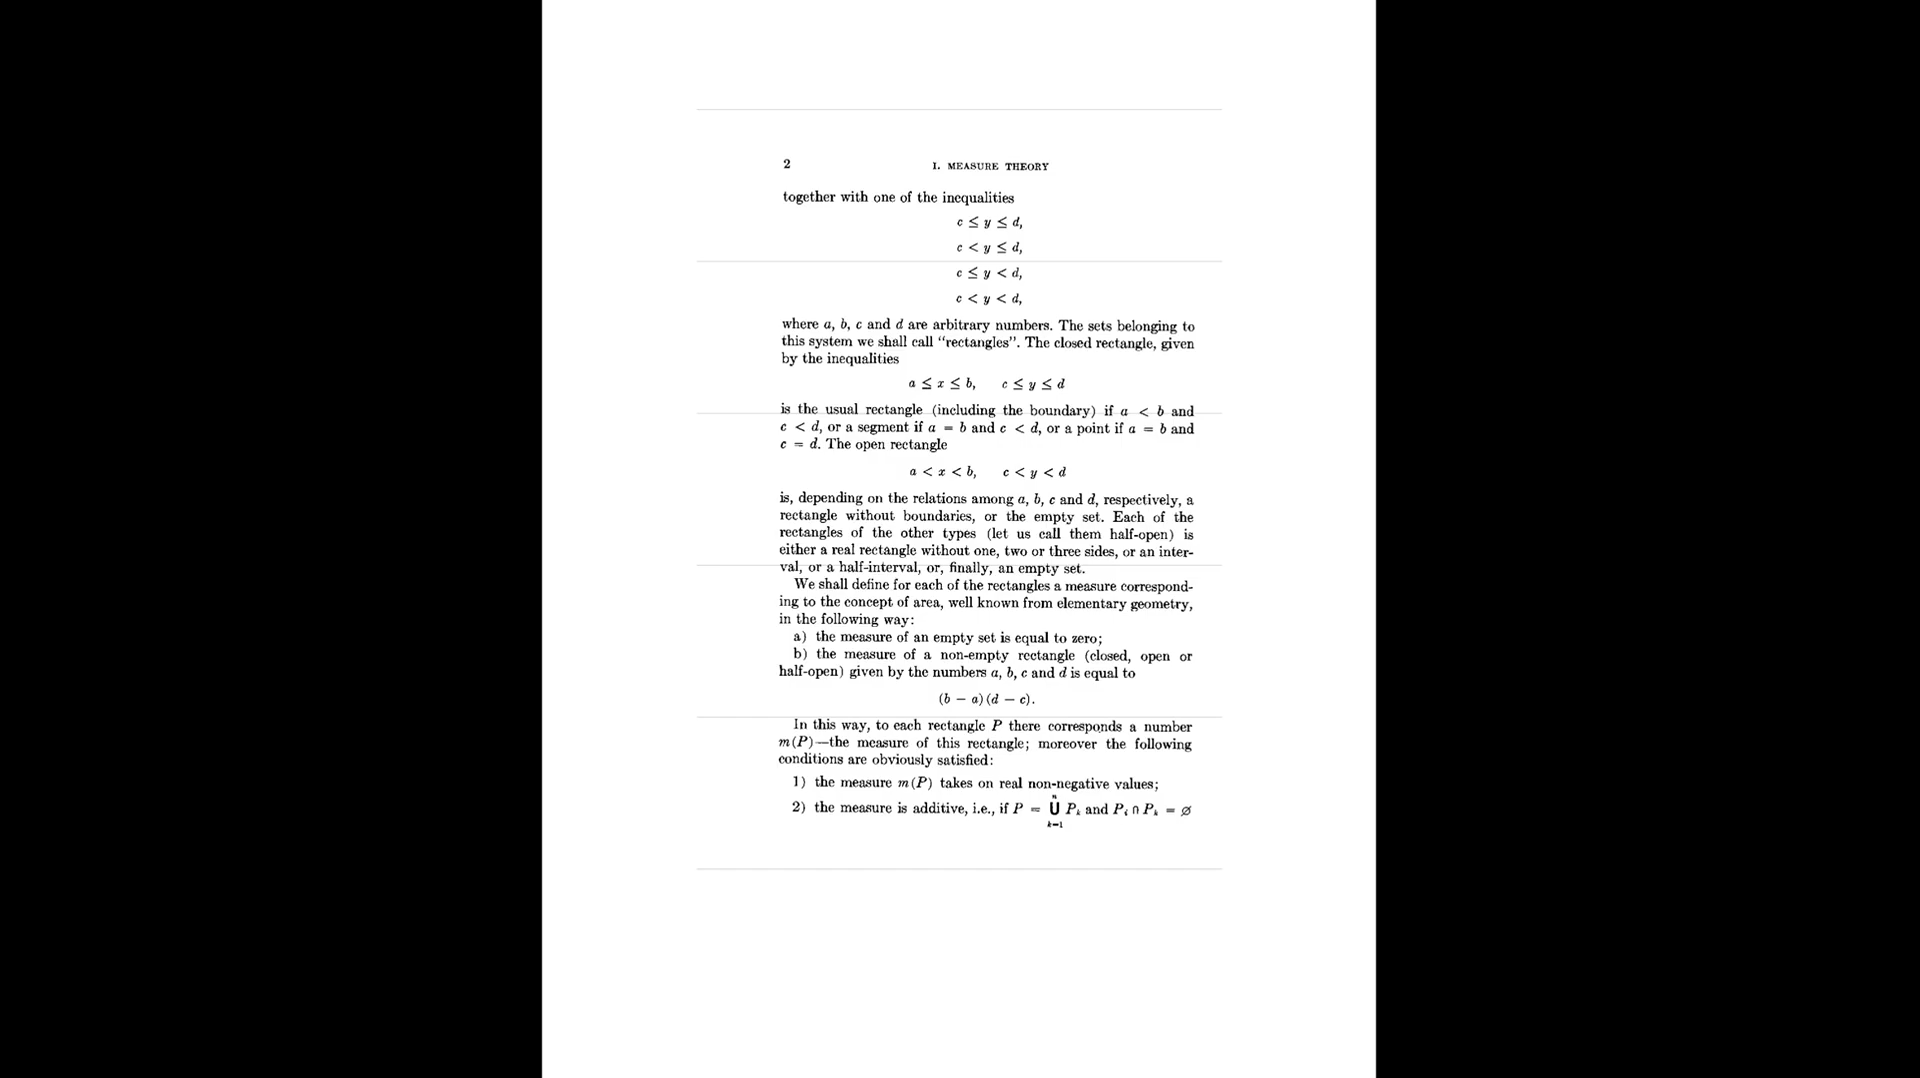 2 I. MEASURE THEORY
together with one of the inequalities
c ≤ y ≤ d,
c < y ≤ d,
c ≤ y < d,
c < y < d,
where a, b, c and d are arbitrary numbers. The sets belonging to
this system we shall call “rectangles”. The closed rectangle, given
by the inequalities
a ≤ x ≤ b, c ≤ y ≤ d
is the usual rectangle (including the boundary) if a < b and
c < d, or a segment if a = b and c < d, or a point if a = b and
c = d. The open rectangle
a < x < b, c < y < d
is, depending on the relations among a, b, c and d, respectively, a
rectangle without boundaries, or the empty set. Each of the
rectangles of the other types (let us call them half-open) is
either a real rectangle without one, two or three sides, or an inter-
val, or a half-interval, or, finally, an empty set.
We shall define for each of the rectangles a measure correspond-
ing to the concept of area, well known from elementary geometry,
in the following way:
a) the measure of an empty set is equal to zero;
b) the measure of a non-empty rectangle (closed, open or
half-open) given by the numbers a, b, c and d is equal to
(b − a)(d − c).
In this way, to each rectangle P there corresponds a number
m(P)—the measure of this rectangle; moreover the following
conditions are obviously satisfied:
1) the measure m(P) takes on real non-negative values;
2) the measure is additive, i.e., if P = ⋃ₖ₌₁ⁿ Pₖ and Pᵢ ∩ Pₖ = ∅